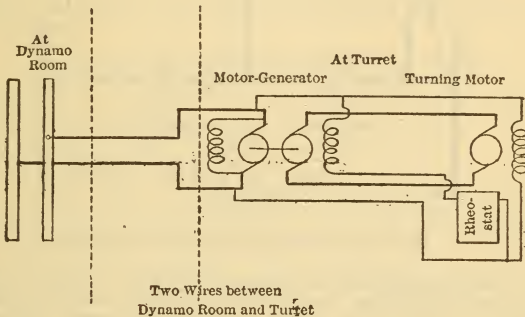 At
Dynamo
Room
At Turret
Motor-Generator
Turning Motor
Rheo-
stat
Two Wires between
Dynamo Room and Turret